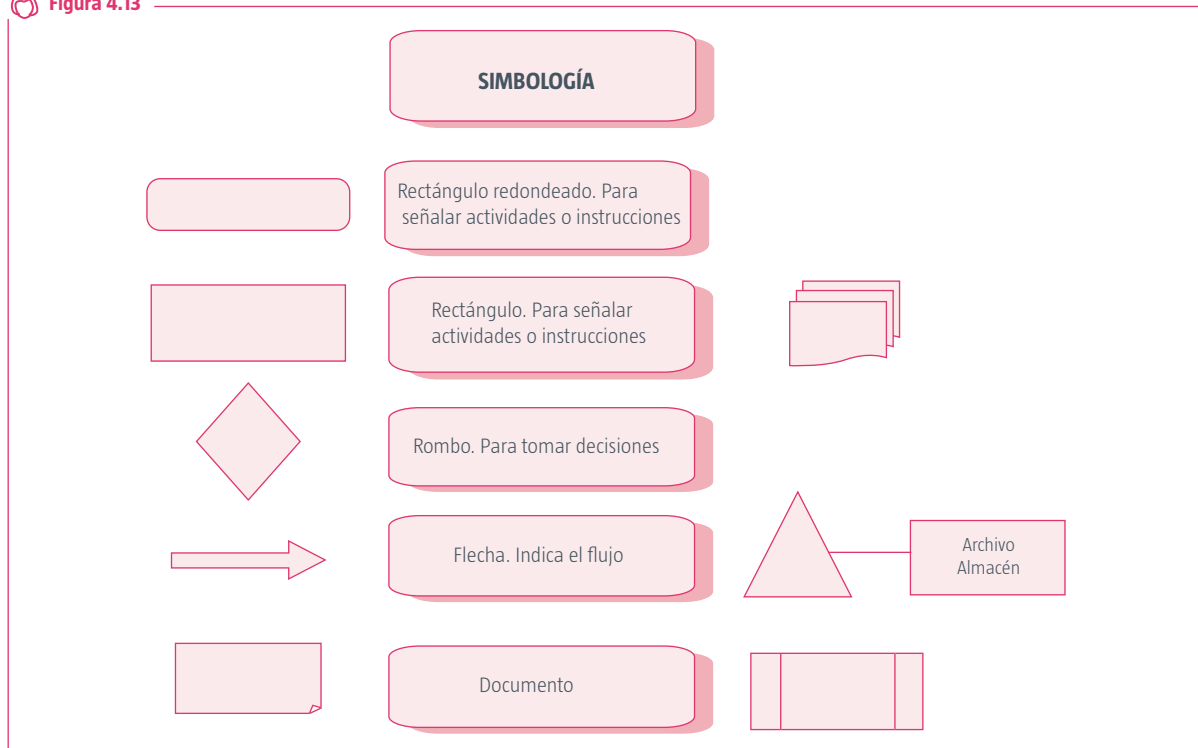 Figura 4.13
SIMBOLOGÍA
Rectángulo redondeado. Para
señalar actividades o instrucciones
Rectángulo. Para señalar
actividades o instrucciones
Rombo. Para tomar decisiones
Flecha. Indica el flujo
Archivo
Almacén
Documento